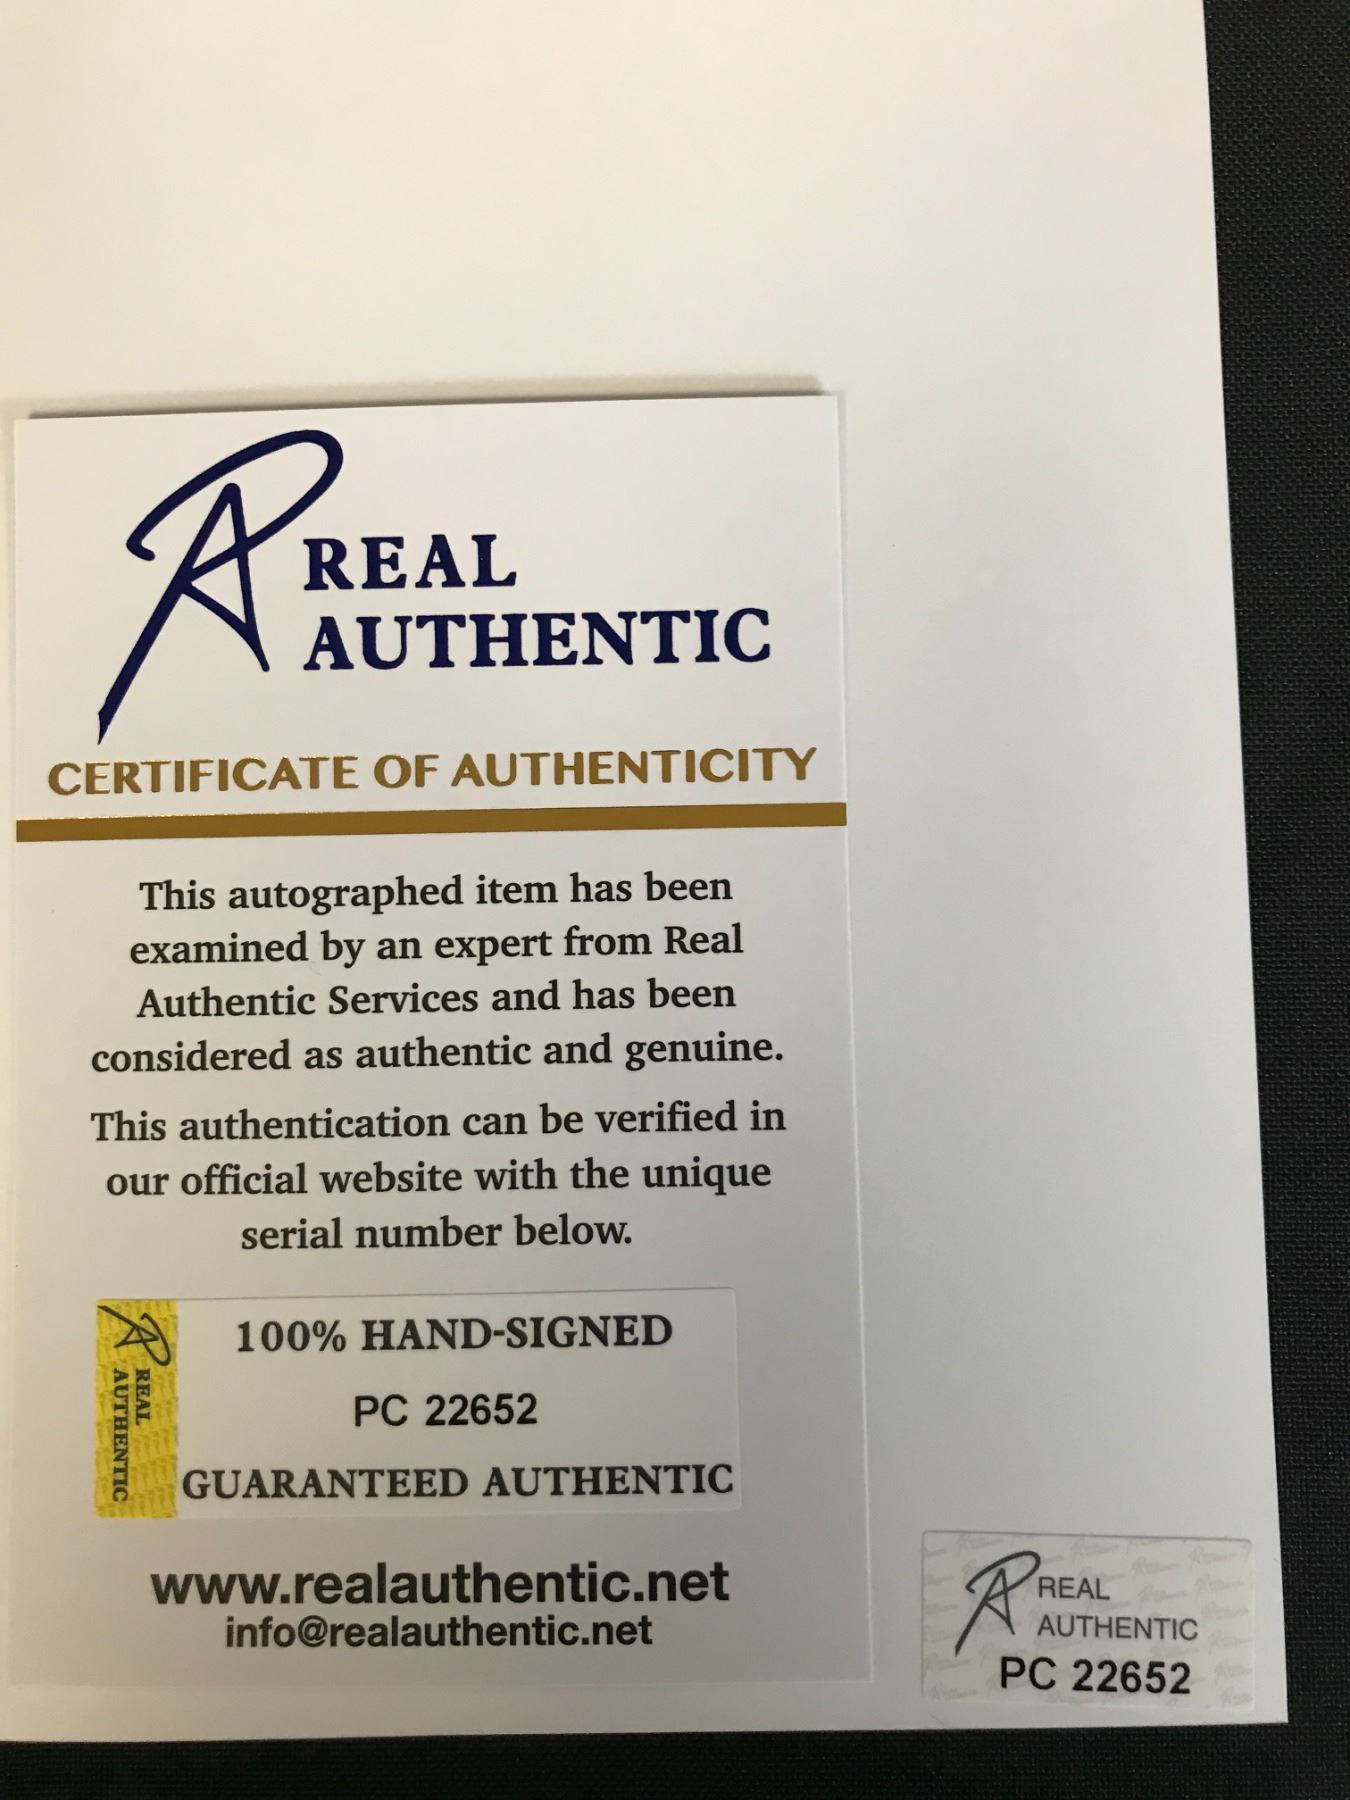 REAL
AUTHENTIC
CERTIFICATE OF AUTHENTICITY
This autographed item has been
examined by an expert from Real
Authentic Services and has been
considered as authentic and genuine.
This authentication can be verified in
our official website with the unique
serial number below.
REAL
AUTHENTIC
100% HAND-SIGNED
PC 22652
GUARANTEED AUTHENTIC
www.realauthentic.net
info@realauthentic.net
REAL
AUTHENTIC
PC 22652